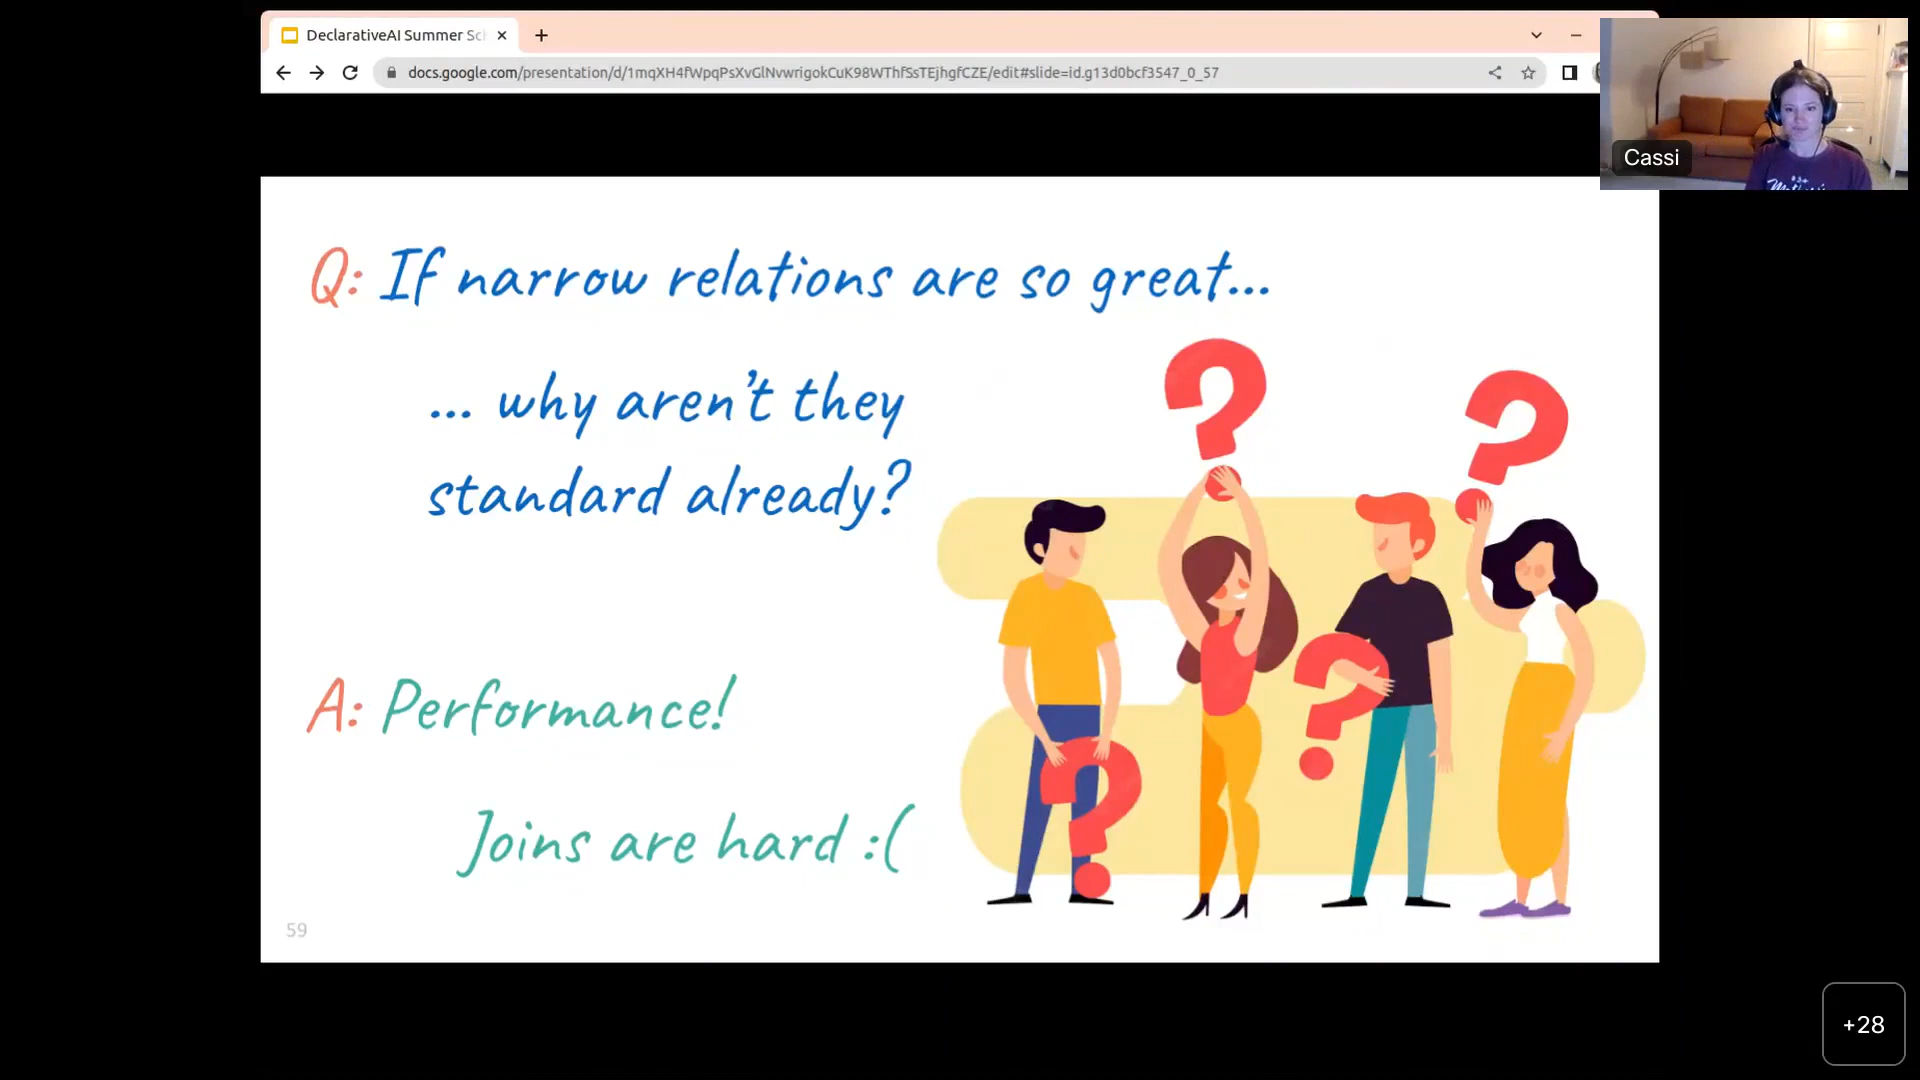 DeclarativeAI Summer Sc
docs.google.com/presentation/d/1mqXH4fWpqPsXvGlNvwrigokCuK98WThfSsTEJhgfCZE/edit#slide=id.g13d0bcf3547_0_57
Cassi
Q: If narrow relations are so great...
... why aren't they
standard already?
A: Performance!
Joins are hard :(
59
+28